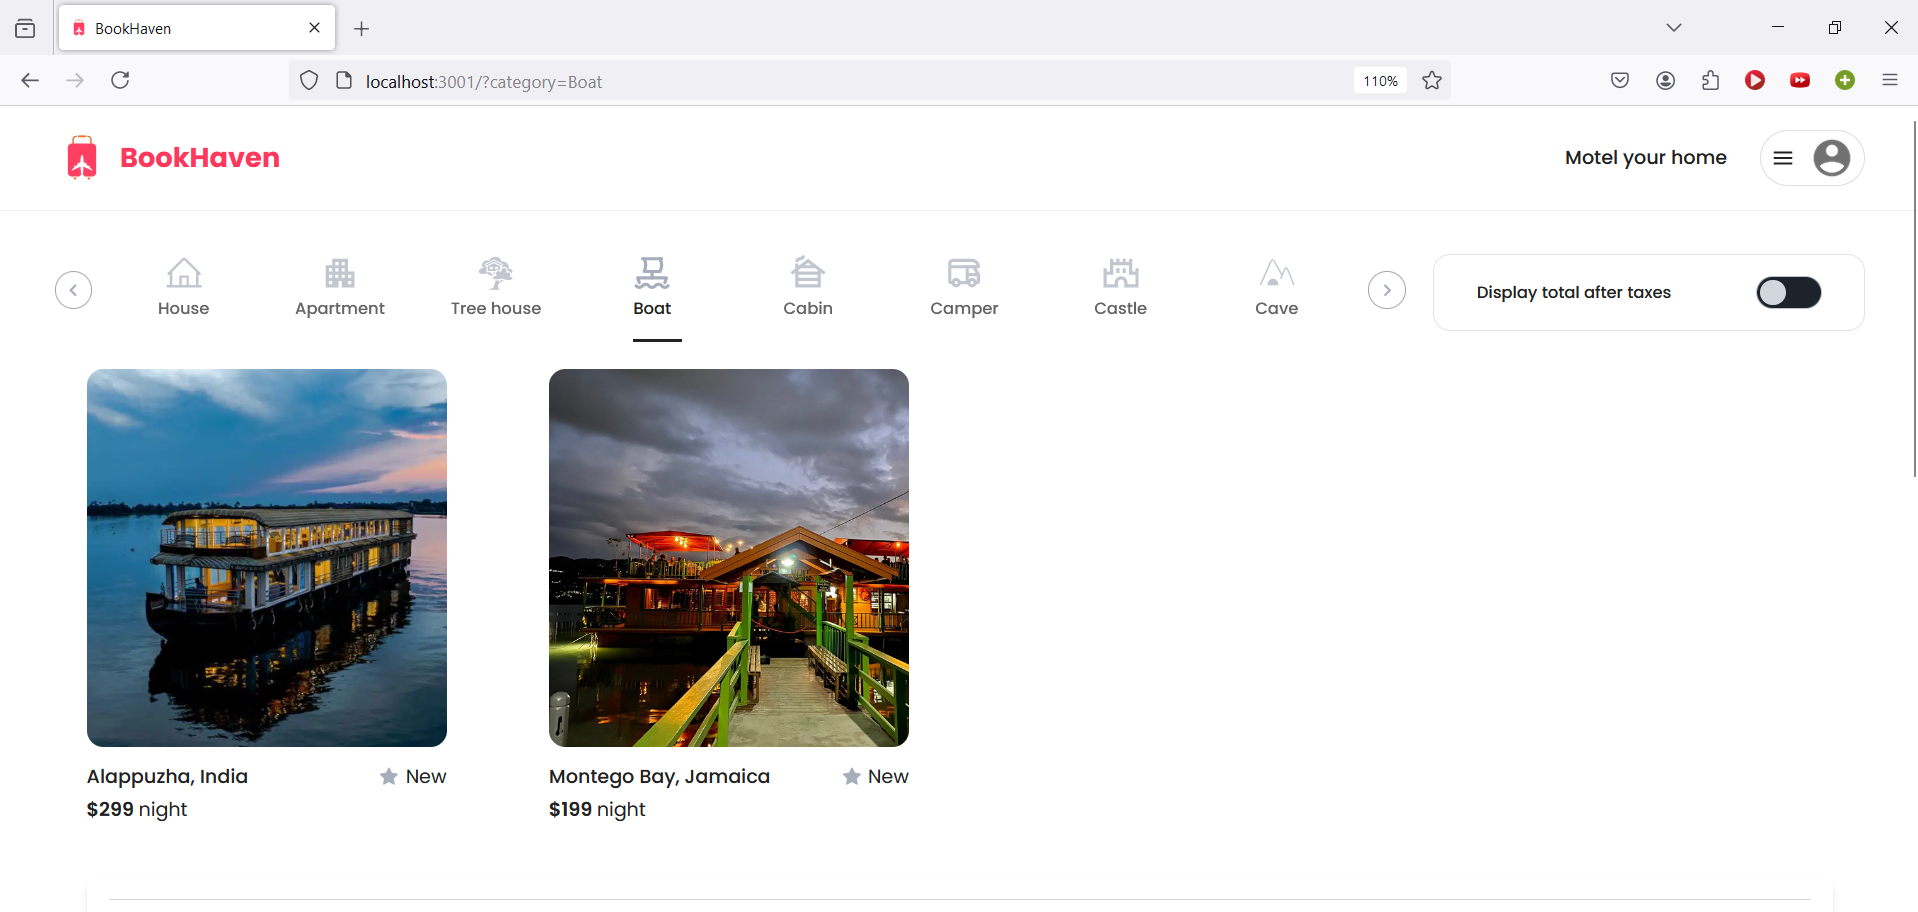 BookHaven
localhost:3001/?category=Boat
110%
BookHaven
Motel your home
House
Apartment
Tree house
Boat
Cabin
Camper
Castle
Cave
Display total after taxes
Alappuzha, India
New
$299 night
Montego Bay, Jamaica
New
$199 night